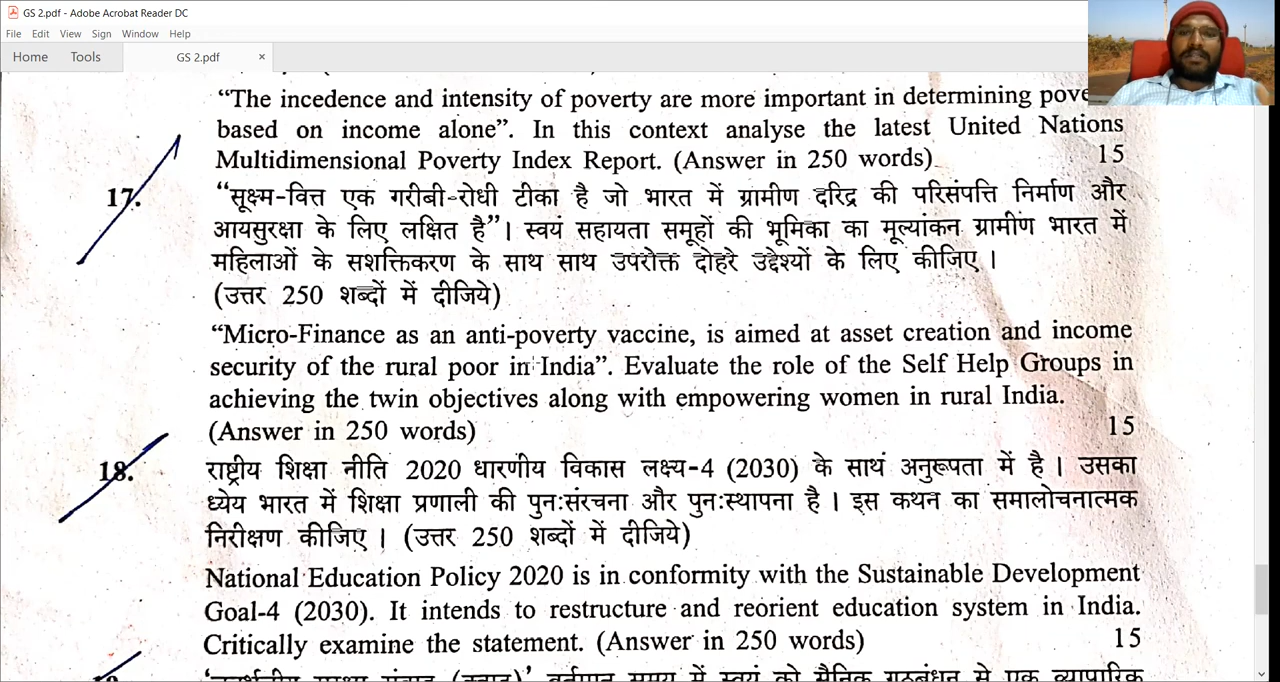 GS 2.pdf - Adobe Acrobat Reader DC
File Edit View Sign Window Help
Home Tools GS 2.pdf ×
“The incedence and intensity of poverty are more important in determining
based on income alone”. In this context analyse the latest United Nations
Multidimensional Poverty Index Report. (Answer in 250 words) 15
17. “सूक्ष्म-वित्त एक गरीबी-रोधी टीका है जो भारत में ग्रामीण दरिद्र की परिसंपत्ति निर्माण और
आयसुरक्षा के लिए लक्षित है”। स्वयं सहायता समूहों की भूमिका का मूल्यांकन ग्रामीण भारत में
महिलाओं के सशक्तिकरण के साथ साथ उपरोक्त दोहरे उद्देश्यों के लिए कीजिए।
(उत्तर 250 शब्दों में दीजिये)
“Micro-Finance as an anti-poverty vaccine, is aimed at asset creation and income
security of the rural poor in India”. Evaluate the role of the Self Help Groups in
achieving the twin objectives along with empowering women in rural India.
(Answer in 250 words) 15
18. राष्ट्रीय शिक्षा नीति 2020 धारणीय विकास लक्ष्य-4 (2030) के साथ अनुरूपता में है। उसका
ध्येय भारत में शिक्षा प्रणाली की पुनःसंरचना और पुनःस्थापना है। इस कथन का समालोचनात्मक
निरीक्षण कीजिए। (उत्तर 250 शब्दों में दीजिये)
National Education Policy 2020 is in conformity with the Sustainable Development
Goal-4 (2030). It intends to restructure and reorient education system in India.
Critically examine the statement. (Answer in 250 words) 15
वर्तमान समय में स्वयं को सैनिक गठबंधन से एक व्यापारिक